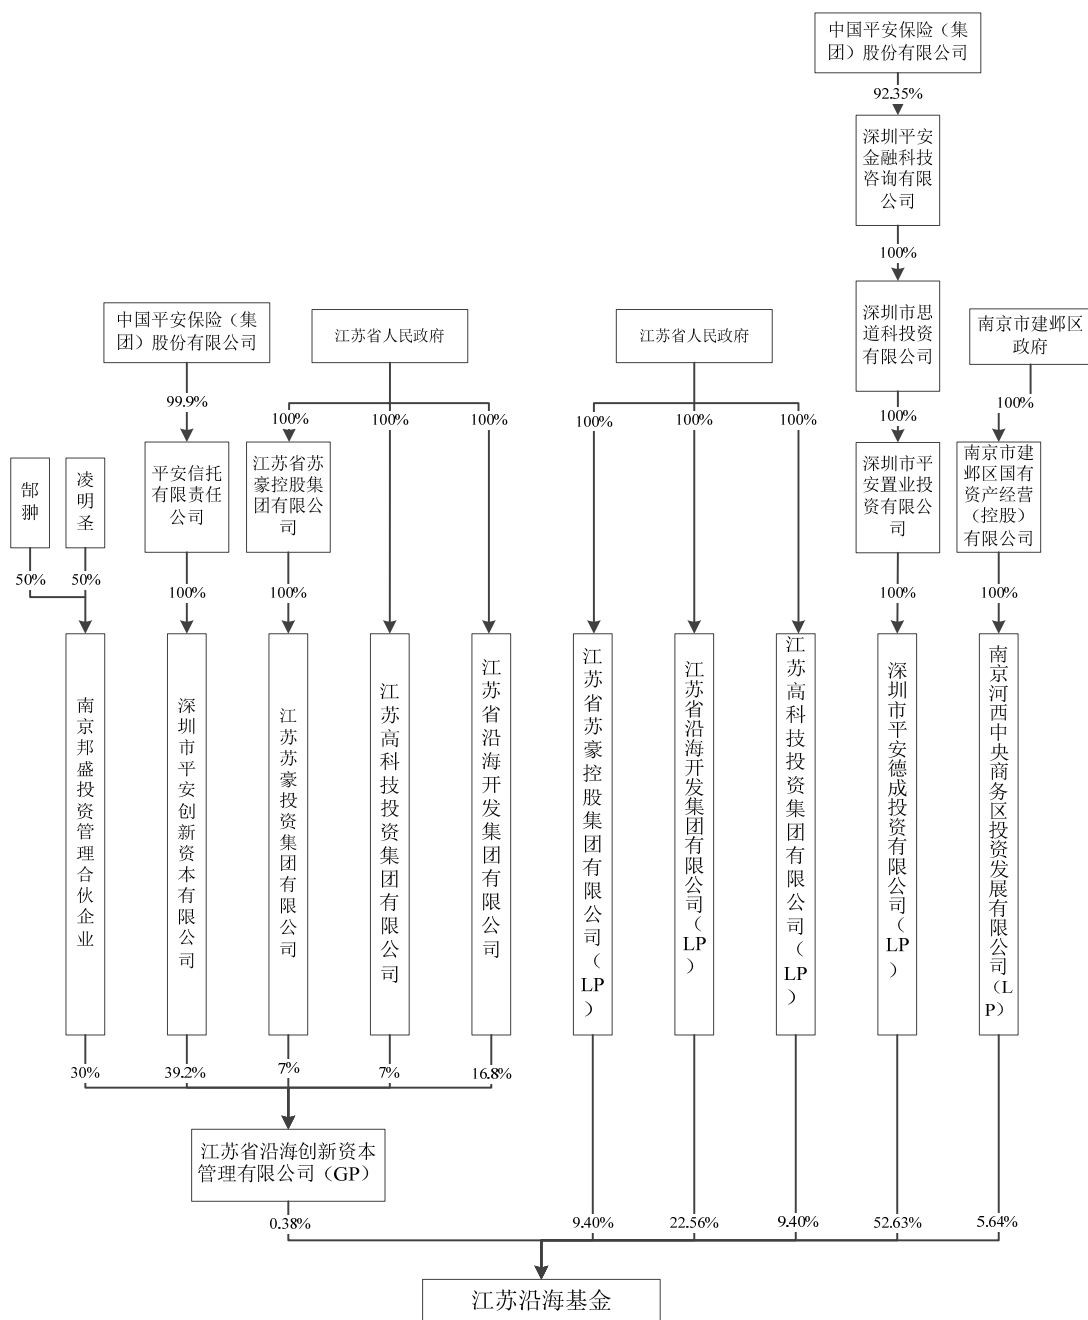 中国平安保险（集
团）股份有限公司
92.35%
深圳平安
金融科技
咨询有限
公司
100%
深圳市思
道科投资
有限公司
中国平安保险（集
团）股份有限公司
江苏省人民政府
江苏省人民政府
南京市建邺区
政府
99.9%
100%
100%
100%
100%
100%
100%
100%
100%
郜
翀
凌
明
圣
平安信托
有限责任
公司
江苏省苏
豪控股集
团有限公
司
深圳市平
安置业投
资有限公
司
南京市建
邺区国有
资产经营
（控股）
有限公司
50%
50%
100%
100%
100%
100%
南京邦盛投资管理合伙企业
深圳市平安创新资本有限公司
江苏苏豪投资集团有限公司
江苏高科技投资集团有限公司
江苏省沿海开发集团有限公司
江苏省苏豪控股集团有限公司（LP）
江苏省沿海开发集团有限公司（LP）
江苏高科技投资集团有限公司（LP）
深圳市平安德成投资有限公司（LP）
南京河西中央商务区投资发展有限公司（LP）
30%
39.2%
7%
7%
16.8%
江苏省沿海创新资本
管理有限公司（GP）
0.38%
9.40%
22.56%
9.40%
52.63%
5.64%
江苏沿海基金